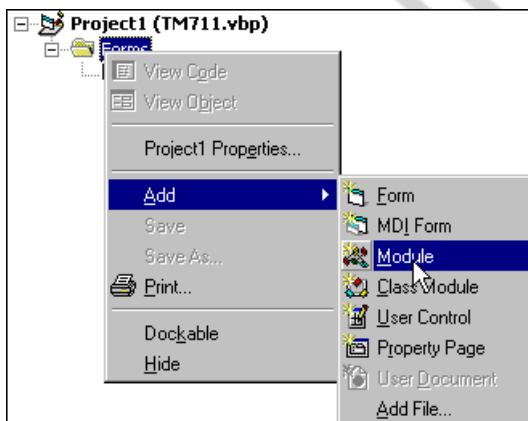 Project1 (TM711.vbp)
Forms
View Code
View Object
Project1 Properties...
Add
Save
Save As...
Print...
Dockable
Hide
Form
MDI Form
Module
Class Module
User Control
Property Page
User Document
Add File...